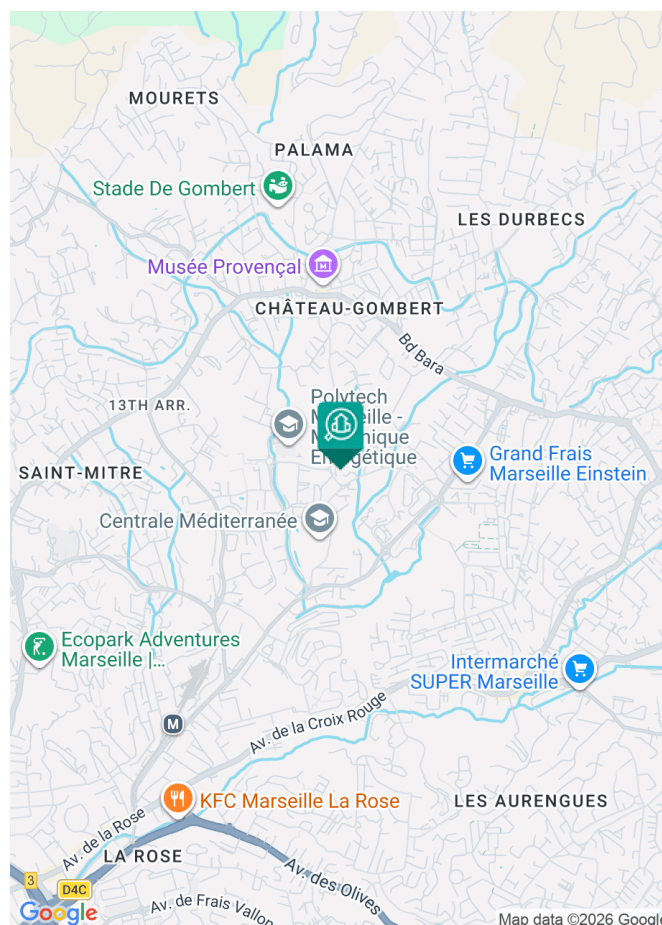 MOURETS
PALAMA
Stade De Gombert
LES DURBECS
Musée Provençal
CHÂTEAU-GOMBERT
Bd Bara
Polytech
13TH ARR.
Énergétique
Grand Frais
Marseille Einstein
SAINT-MITRE
Centrale Méditerranée
Ecopark Adventures
Marseille |...
Intermarché
SUPER Marseille
M
Av. de la Croix Rouge
KFC Marseille La Rose
LES AURENGUES
Av. de la Rose
LA ROSE
Av. des Olives
3
D4C
Av. de Frais Vallon
Google
Map data ©2026 Google